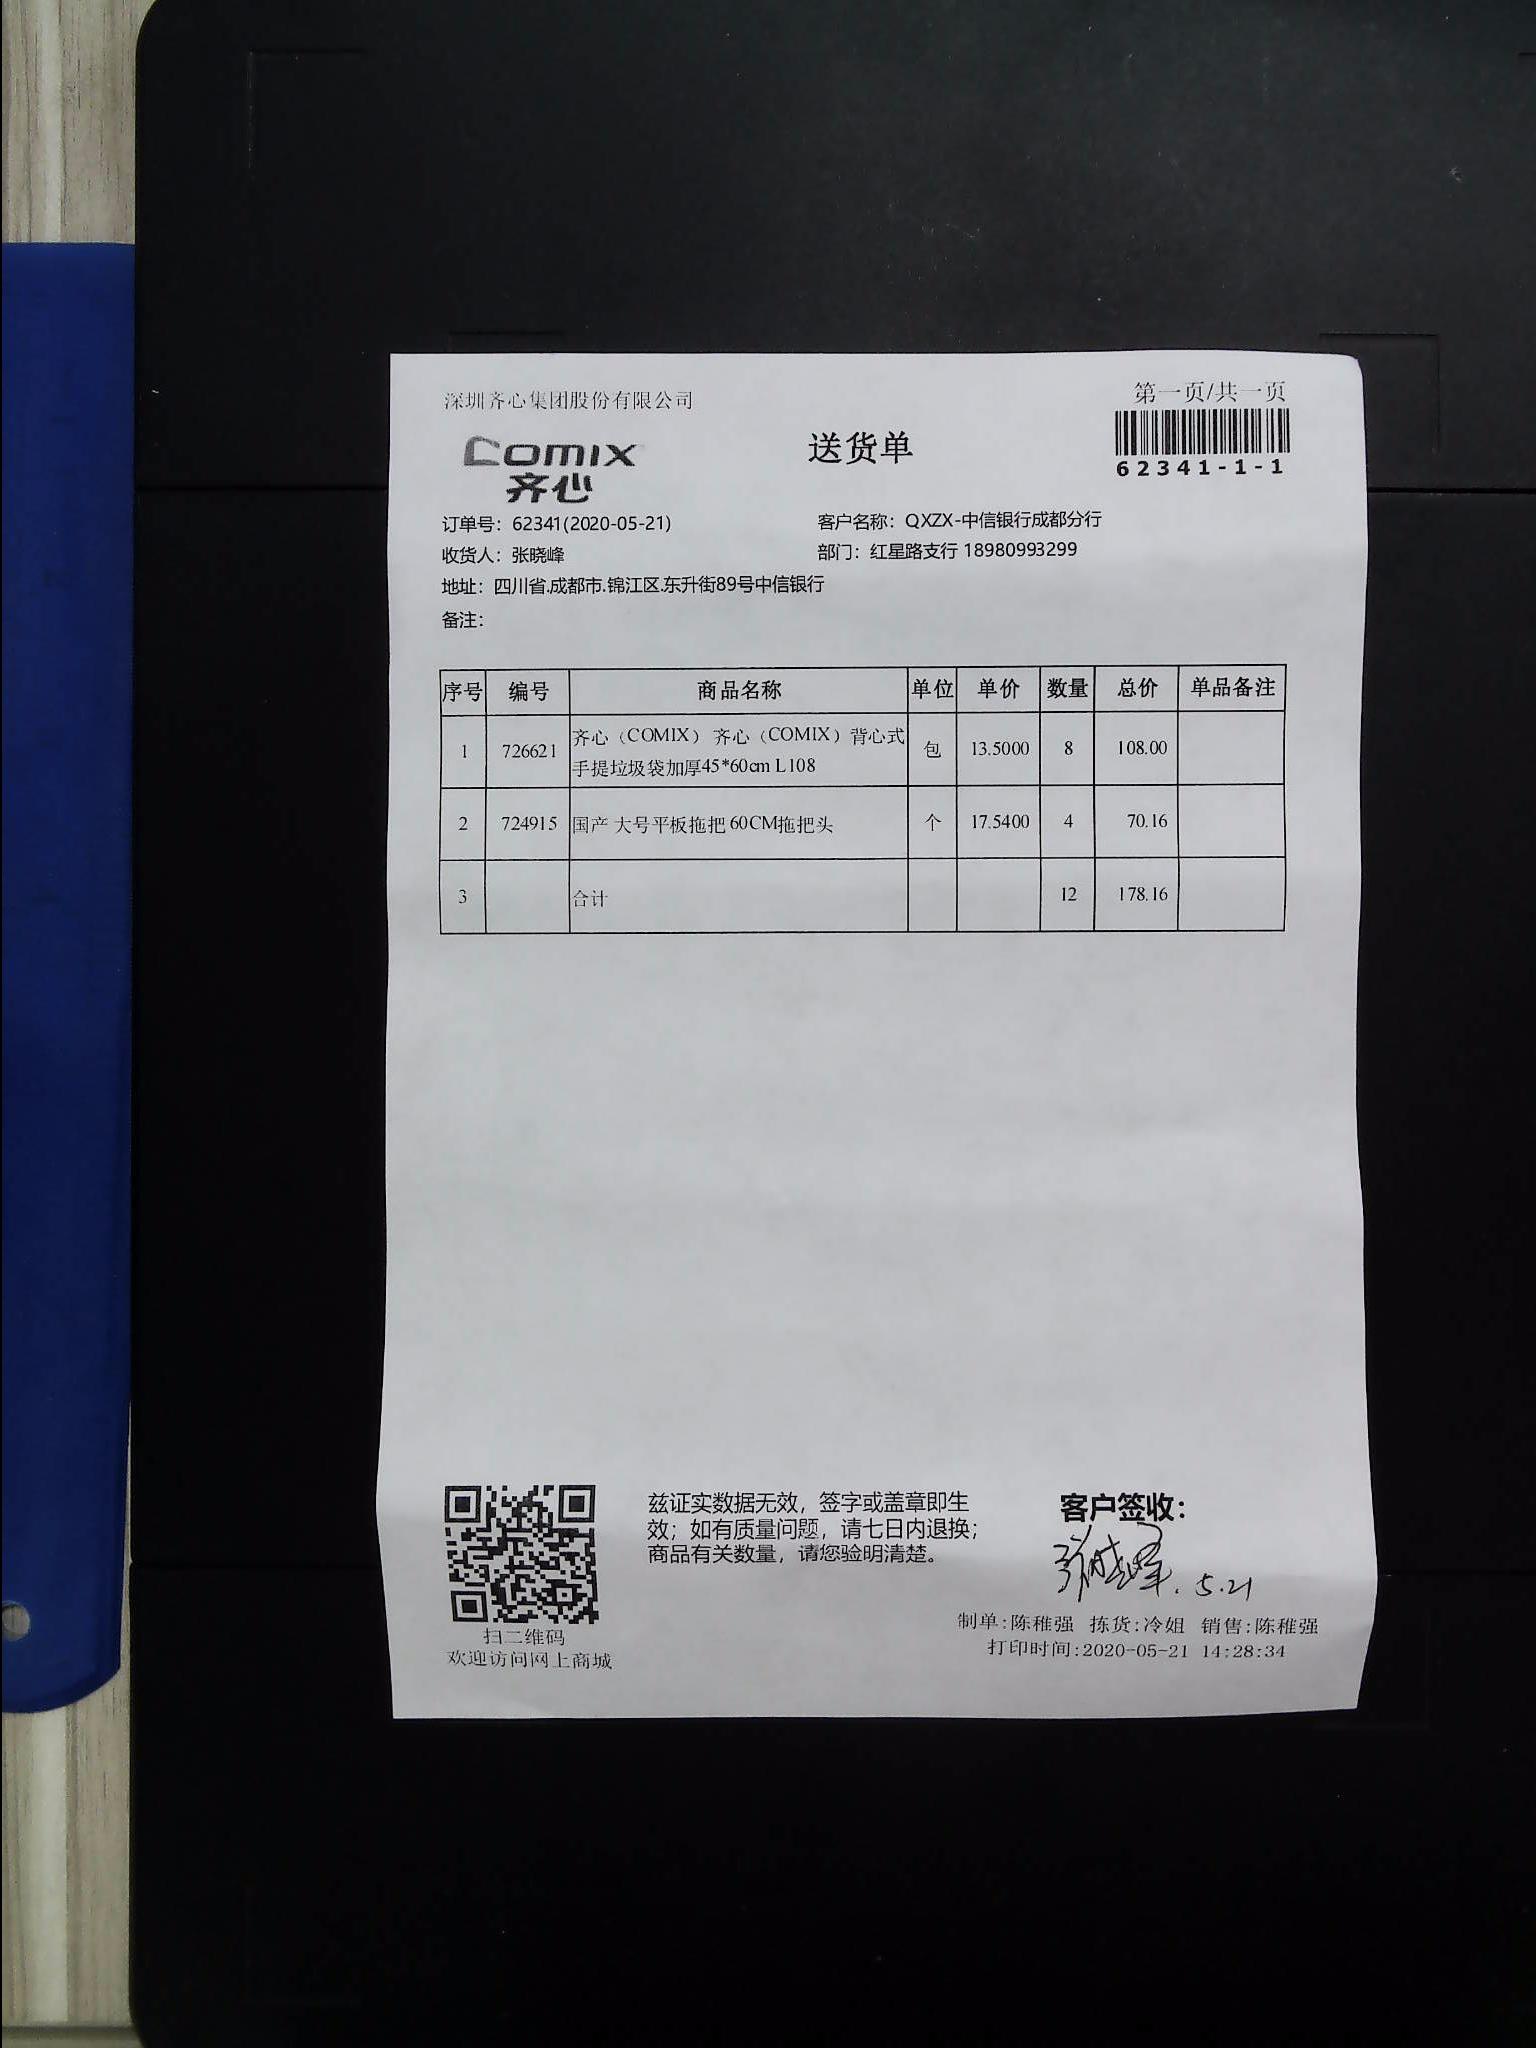 深圳齐心集团股份有限公司
第一页/共一页
COMIX
齐心
送货单
62341-1-1
订单号：62341(2020-05-21)
客户名称：QXZX-中信银行成都分行
收货人：张晓峰
部门：红星路支行 18980993299
地址：四川省.成都市.锦江区.东升街89号中信银行
备注：
序号 编号 商品名称 单位 单价 数量 总价 单品备注
1 726621 齐心（COMIX） 齐心（COMIX）背心式手提垃圾袋加厚45*60cm L108 包 13.5000 8 108.00
2 724915 国产 大号平板拖把 60CM拖把头 个 17.5400 4 70.16
3 合计 12 178.16
兹证实数据无效，签字或盖章即生
效；如有质量问题，请七日内退换；
商品有关数量，请您验明清楚。
客户签收：
张晓峰. 5.21
扫二维码
欢迎访问网上商城
制单:陈稚强 拣货:冷姐 销售:陈稚强
打印时间:2020-05-21 14:28:34